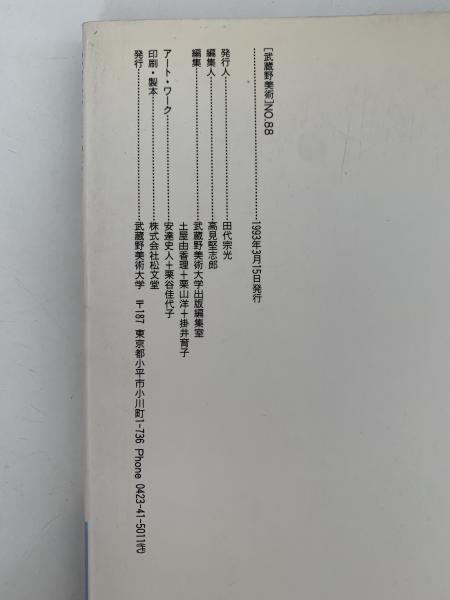 [武蔵野美術]NO.88
……………………1993年3月15日発行
発行人……………………田代宗光
編集人……………………高見堅志郎
編集……………………武蔵野美術大学出版編集室
土屋由香理+栗山洋+掛井育子
アート・ワーク……………………安達史人+栗谷佳代子
印刷・製本……………………株式会社松文堂
発行……………………武蔵野美術大学 〒187 東京都小平市小川町1-736 Phone 0423-41-5011(代)